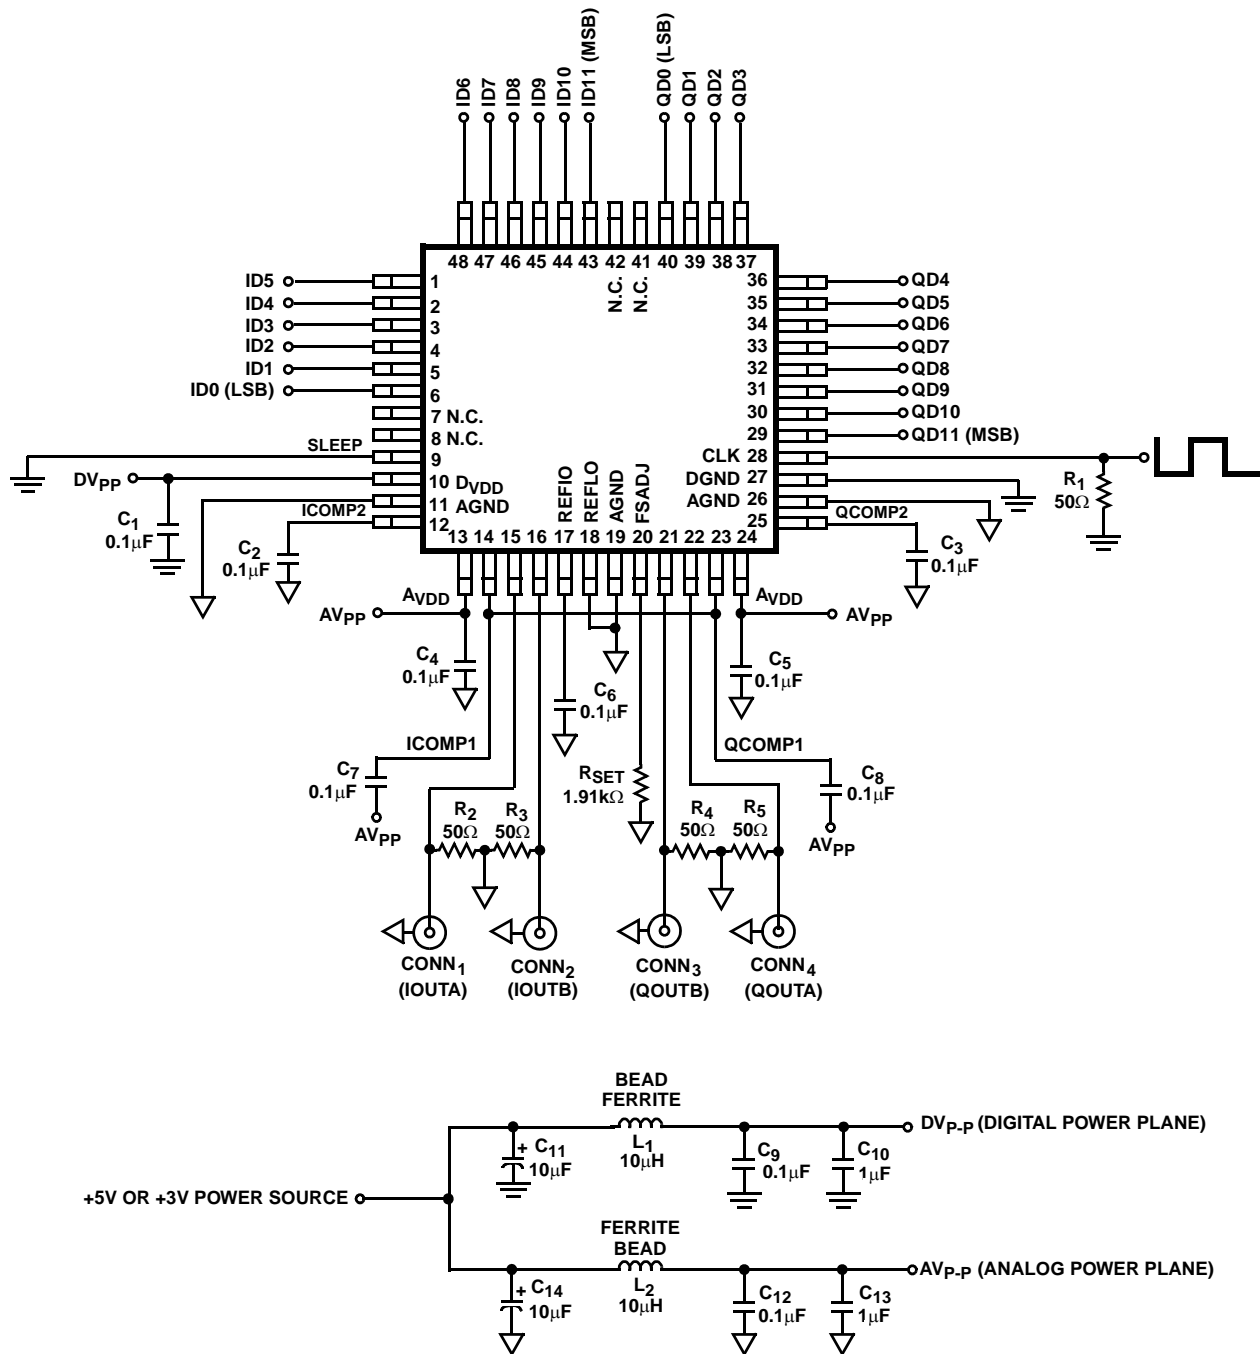 ID6
ID7
ID8
ID9
ID10
ID11 (MSB)
QD0 (LSB)
QD1
QD2
QD3
48 47 46 45 44 43 42 41 40 39 38 37
N.C. N.C.
ID5
ID4
ID3
ID2
ID1
ID0 (LSB)
1
2
3
4
5
6
7 N.C.
8 N.C.
SLEEP
9
DVPP
10 DVDD
11 AGND
ICOMP2
12
C1
0.1µF
C2
0.1µF
36
35
34
33
32
31
30
29
QD4
QD5
QD6
QD7
QD8
QD9
QD10
QD11 (MSB)
CLK 28
DGND 27
AGND 26
25
QCOMP2
R1
50Ω
C3
0.1µF
REFIO
REFLO
AGND
FSADJ
13 14 15 16 17 18 19 20 21 22 23 24
AVDD
AVPP
AVDD
AVPP
C4
0.1µF
C6
0.1µF
C5
0.1µF
ICOMP1
QCOMP1
C7
0.1µF
AVPP
RSET
1.91kΩ
C8
0.1µF
AVPP
R2
50Ω
R3
50Ω
R4
50Ω
R5
50Ω
CONN1
(IOUTA)
CONN2
(IOUTB)
CONN3
(QOUTB)
CONN4
(QOUTA)
BEAD
FERRITE
L1
10µH
+ C11
10µF
C9
0.1µF
C10
1µF
DVP-P (DIGITAL POWER PLANE)
+5V OR +3V POWER SOURCE
FERRITE
BEAD
L2
10µH
+ C14
10µF
C12
0.1µF
C13
1µF
AVP-P (ANALOG POWER PLANE)